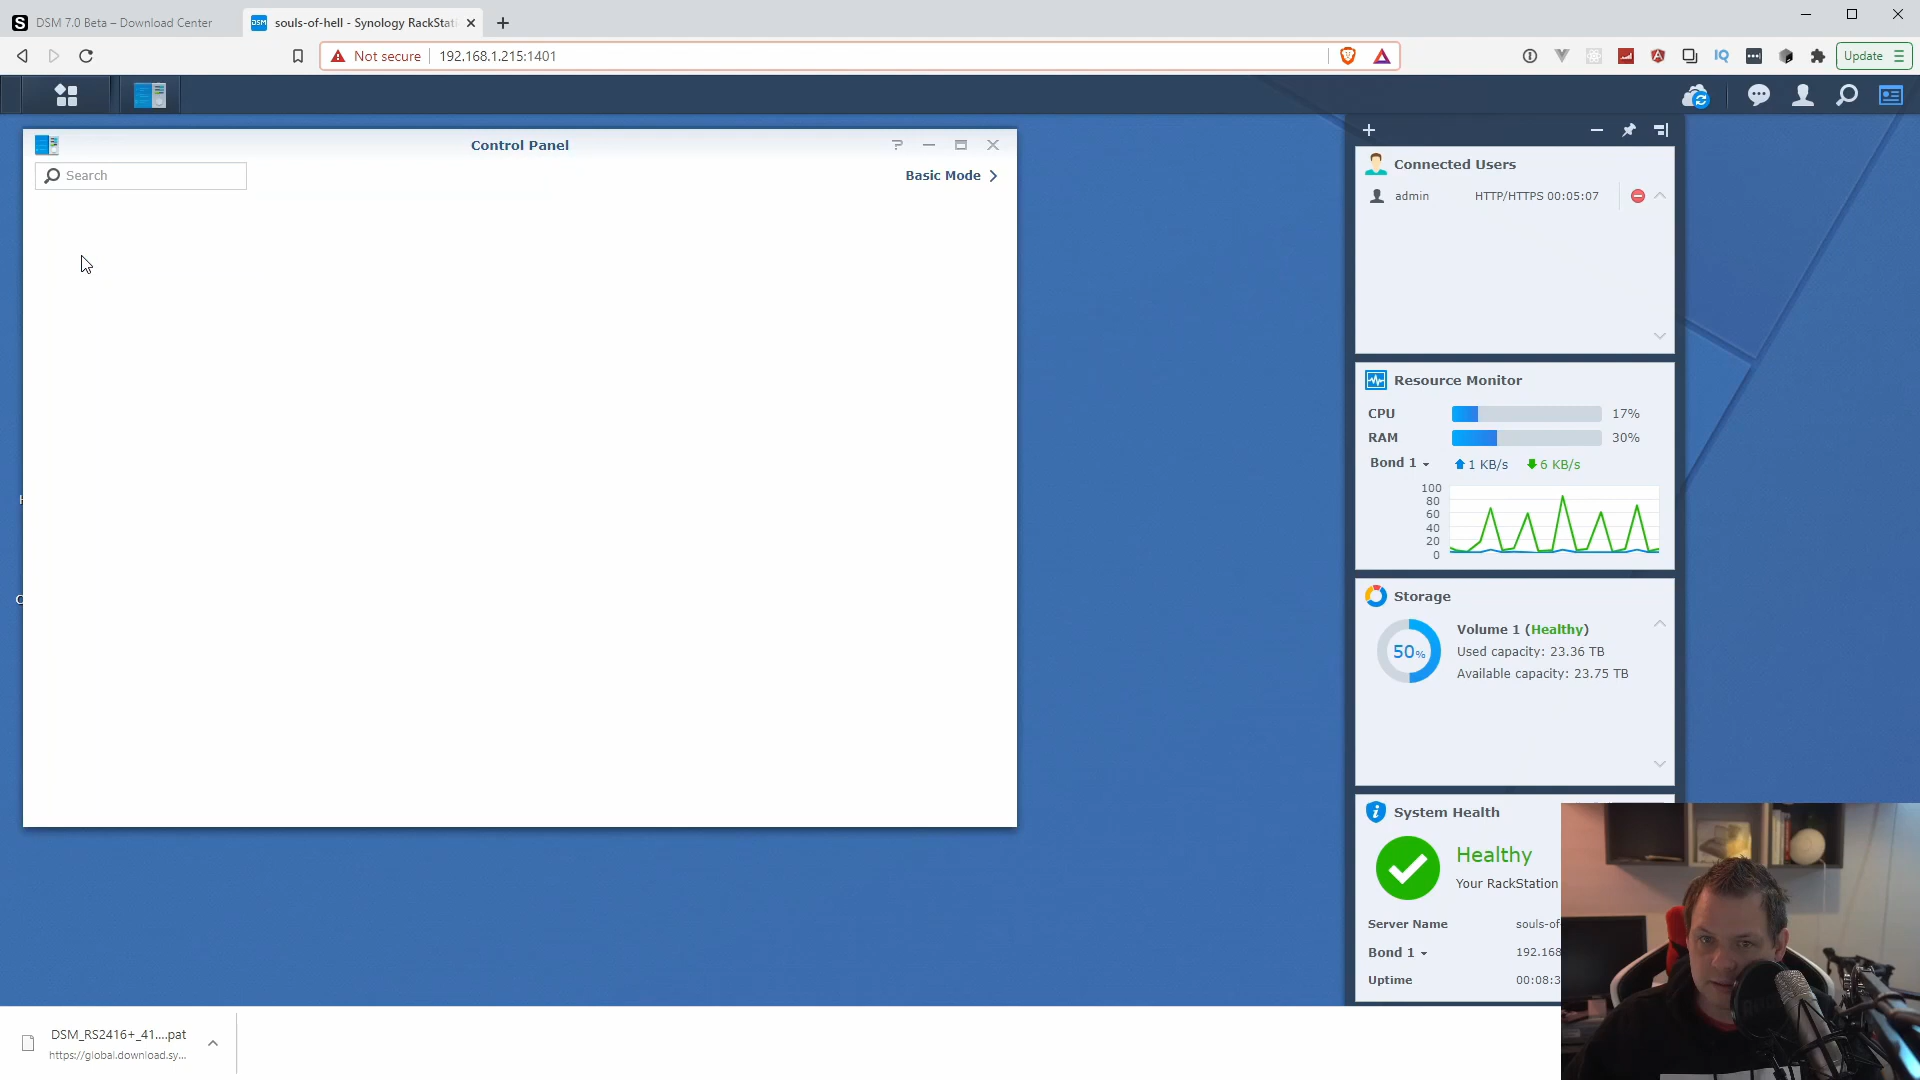 DSM 7.0 Beta – Download Center
souls-of-hell - Synology RackStati
Not secure
192.168.1.215:1401
Update
Control Panel
Search
Basic Mode
Connected Users
admin
HTTP/HTTPS 00:05:07
Resource Monitor
CPU
17%
RAM
30%
Bond 1
1 KB/s
6 KB/s
100
80
60
40
20
0
Storage
50%
Volume 1 (Healthy)
Used capacity: 23.36 TB
Available capacity: 23.75 TB
System Health
Healthy
Your RackStation
Server Name
souls-of
Bond 1
192.168
Uptime
00:08:3
DSM_RS2416+_41....pat
https://global.download.sy...